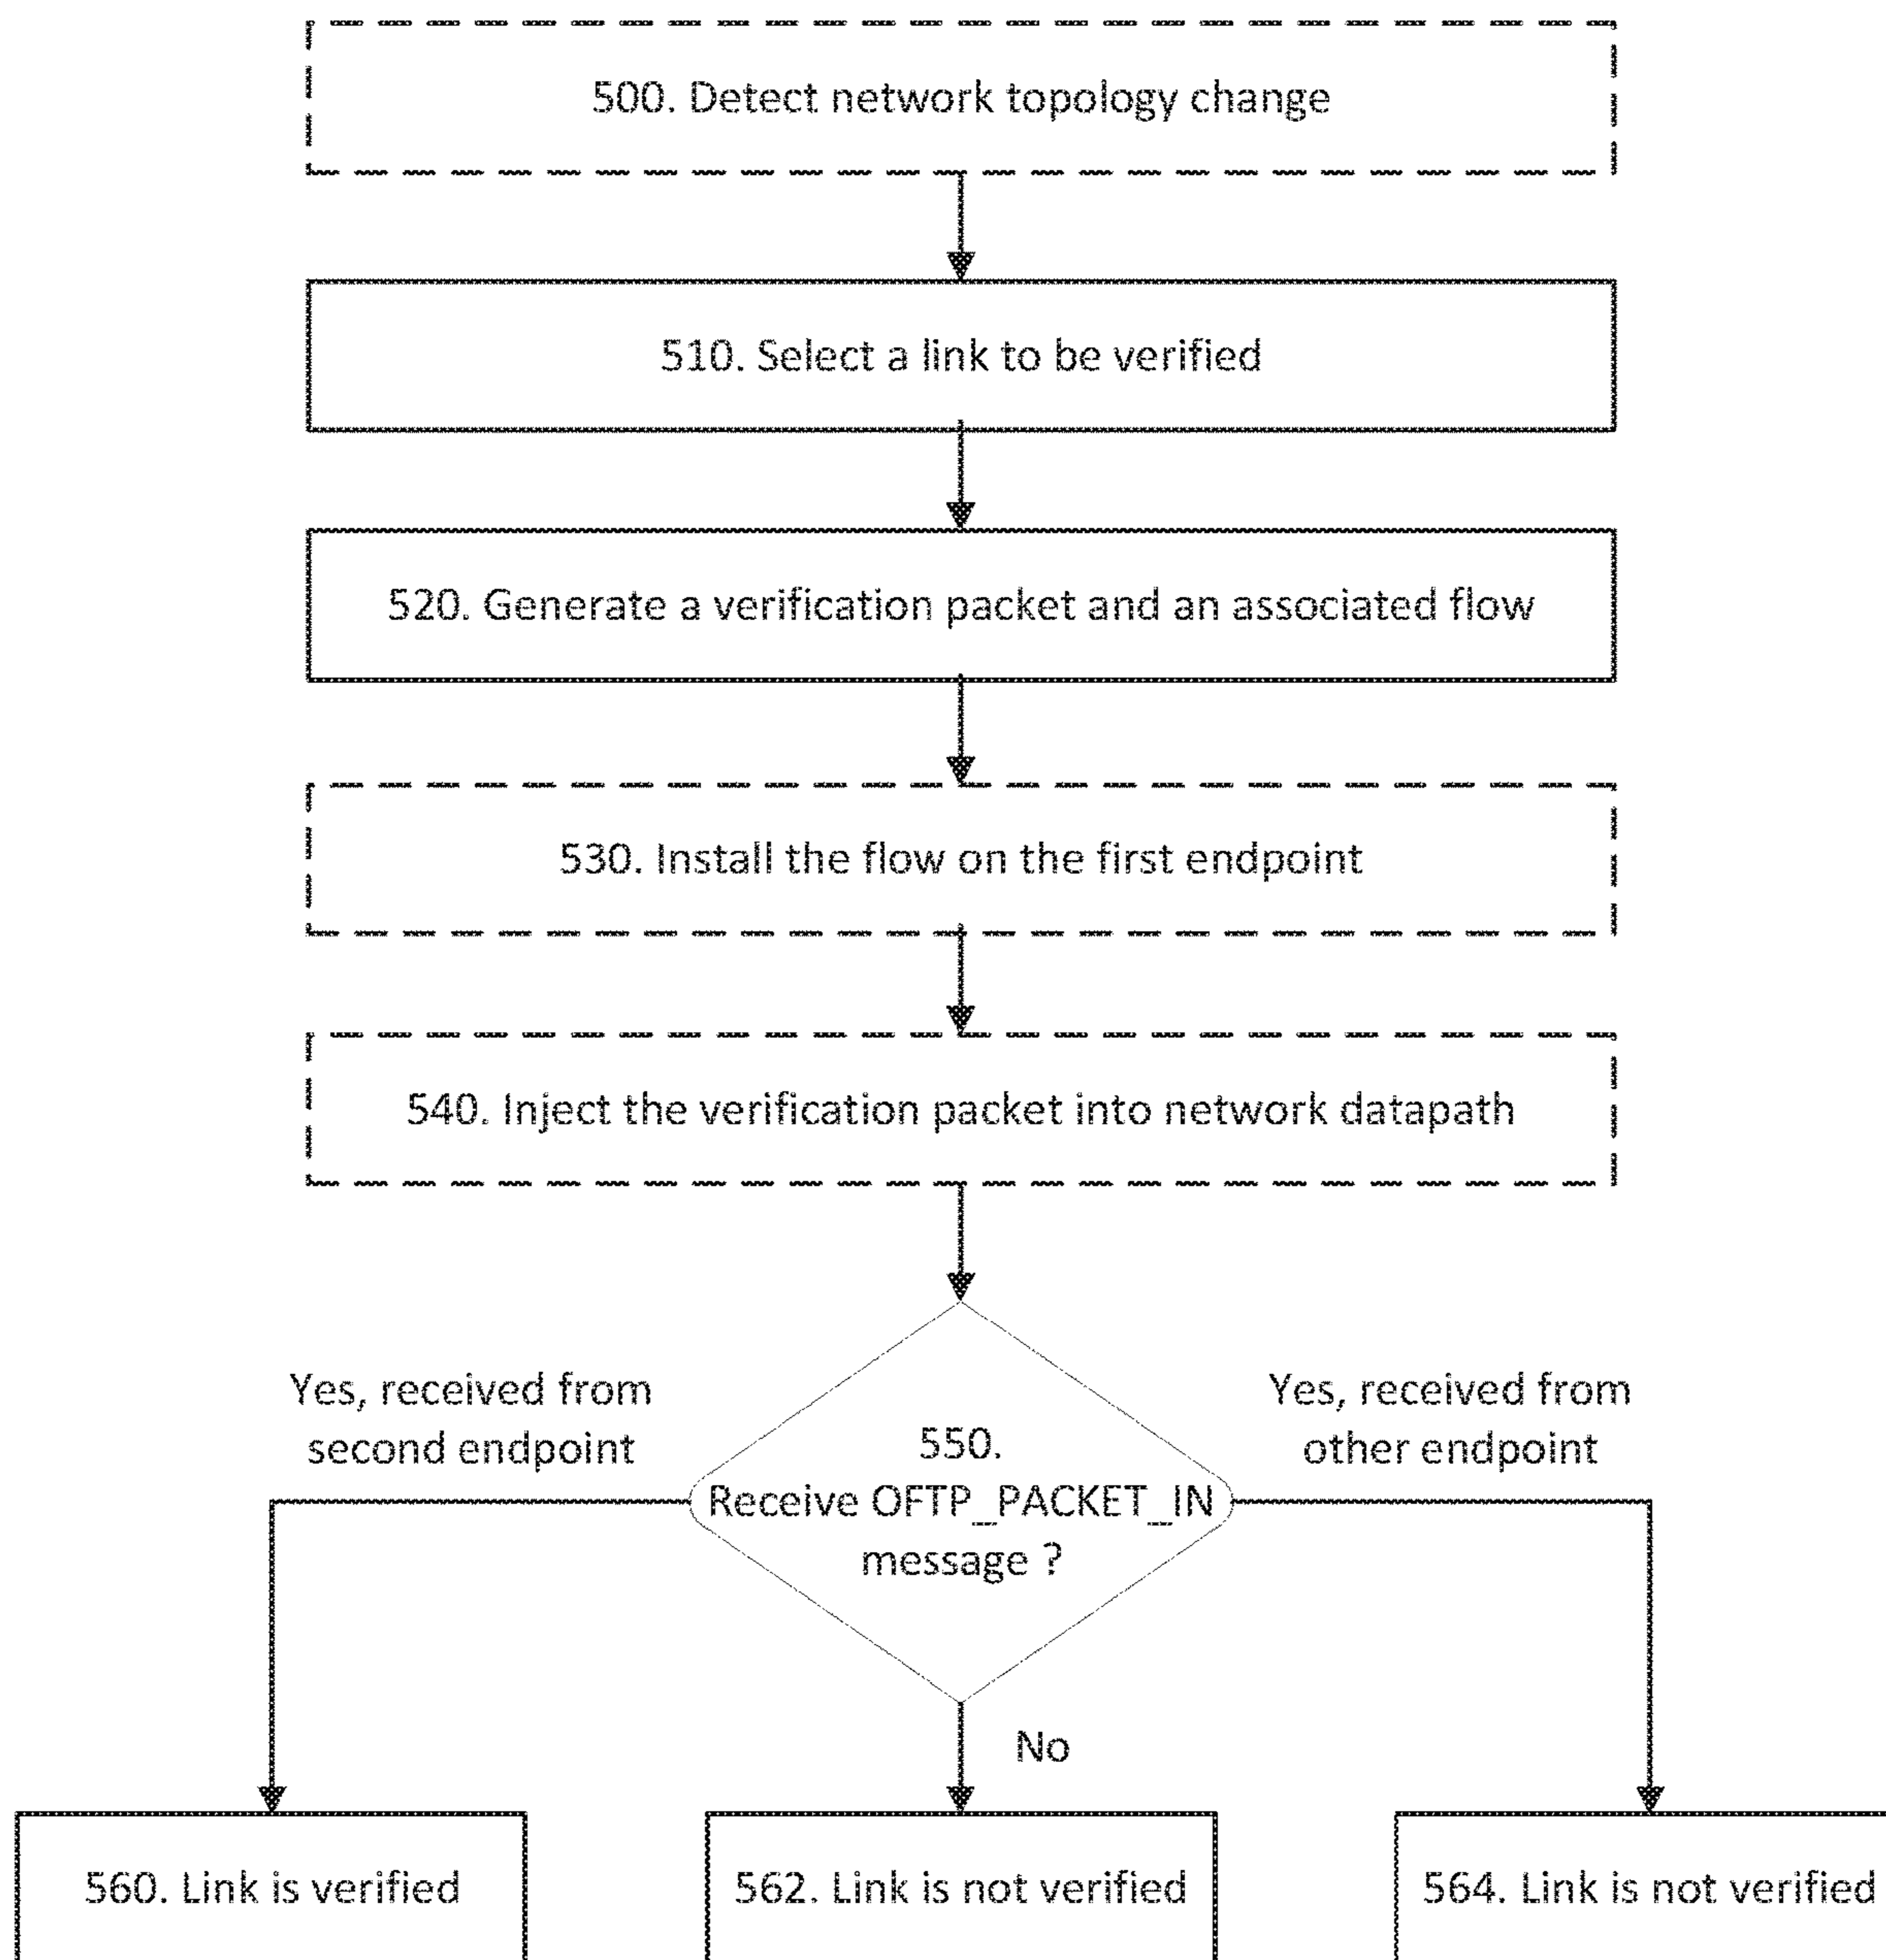 500. Detect network topology change
510. Select a link to be verified
520. Generate a verification packet and an associated flow
530. Install the flow on the first endpoint
540. Inject the verification packet into network datapath
Yes, received from
second endpoint
550.
Receive OFTP_PACKET_IN
message ?
Yes, received from
other endpoint
No
560. Link is verified
562. Link is not verified
564. Link is not verified